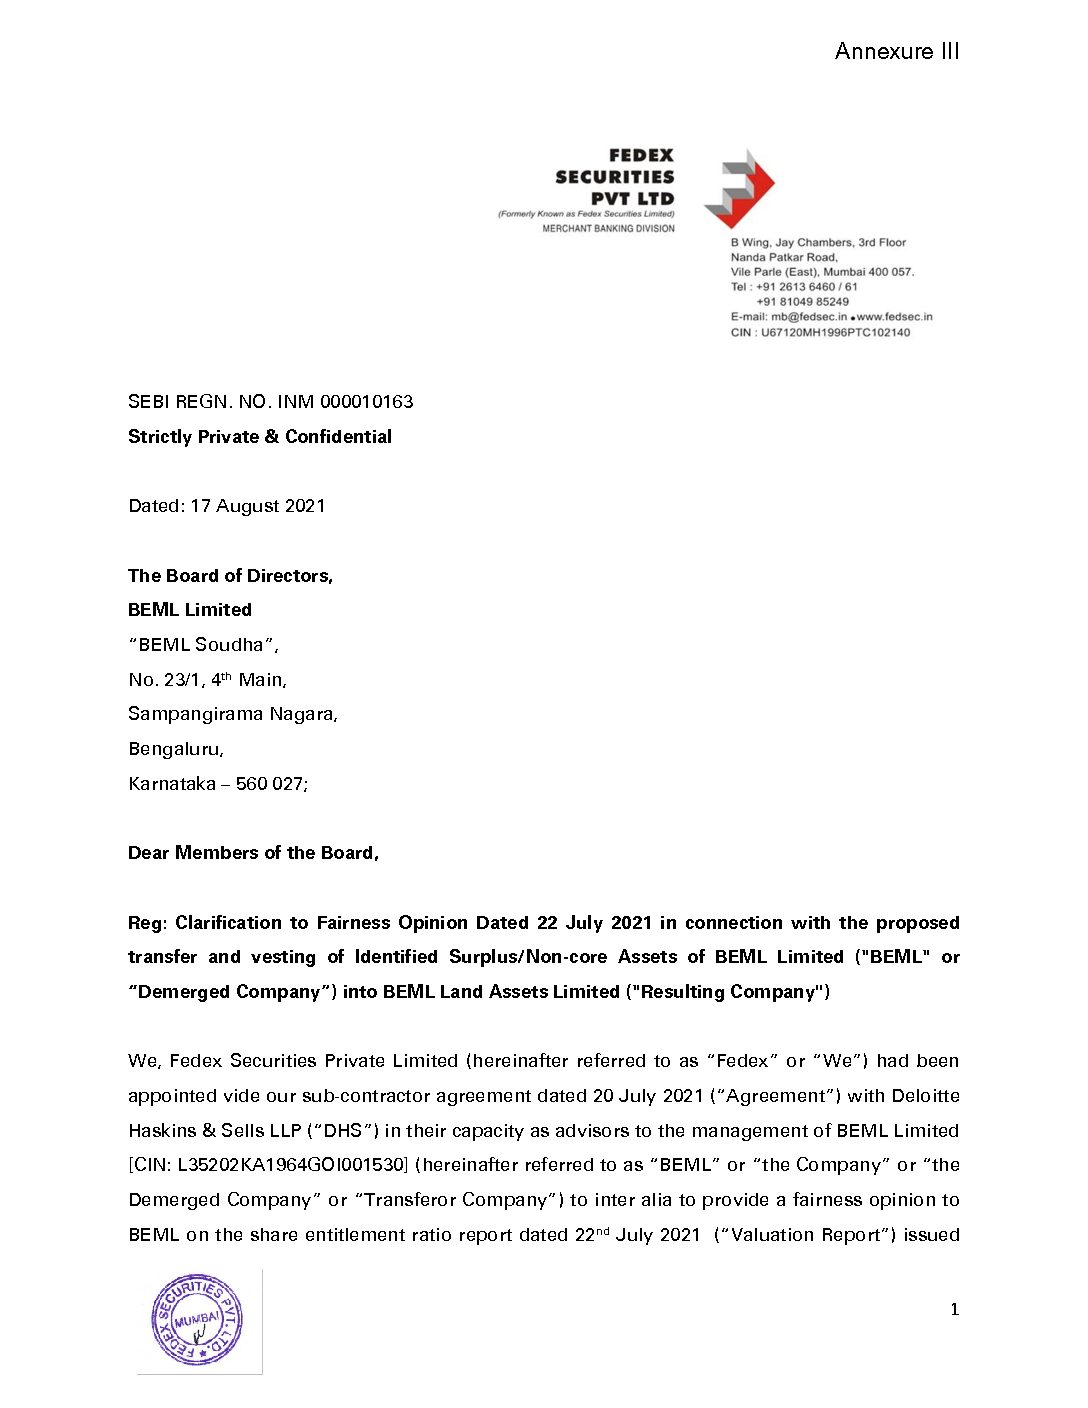 Annexure III
FEDEX
SECURITIES
PVT LTD
(Formerly Known as Fedex Securities Limited)
MERCHANT BANKING DIVISION
B Wing, Jay Chambers, 3rd Floor
Nanda Patkar Road,
Vile Parle (East), Mumbai 400 057.
Tel : +91 2613 6460 / 61
+91 81049 85249
E-mail: mb@fedsec.in ● www.fedsec.in
CIN : U67120MH1996PTC102140
SEBI REGN. NO. INM 000010163
Strictly Private & Confidential
Dated: 17 August 2021
The Board of Directors,
BEML Limited
“BEML Soudha”,
No. 23/1, 4th Main,
Sampangirama Nagara,
Bengaluru,
Karnataka – 560 027;
Dear Members of the Board,
Reg: Clarification to Fairness Opinion Dated 22 July 2021 in connection with the proposed
transfer and vesting of Identified Surplus/Non-core Assets of BEML Limited ("BEML" or
“Demerged Company”) into BEML Land Assets Limited ("Resulting Company")
We, Fedex Securities Private Limited (hereinafter referred to as “Fedex” or “We”) had been
appointed vide our sub-contractor agreement dated 20 July 2021 (“Agreement”) with Deloitte
Haskins & Sells LLP (“DHS”) in their capacity as advisors to the management of BEML Limited
[CIN: L35202KA1964GOI001530] (hereinafter referred to as “BEML” or “the Company” or “the
Demerged Company” or “Transferor Company”) to inter alia to provide a fairness opinion to
BEML on the share entitlement ratio report dated 22nd July 2021 (“Valuation Report”) issued
FEDEX SECURITIES PVT. LTD.
MUMBAI
1